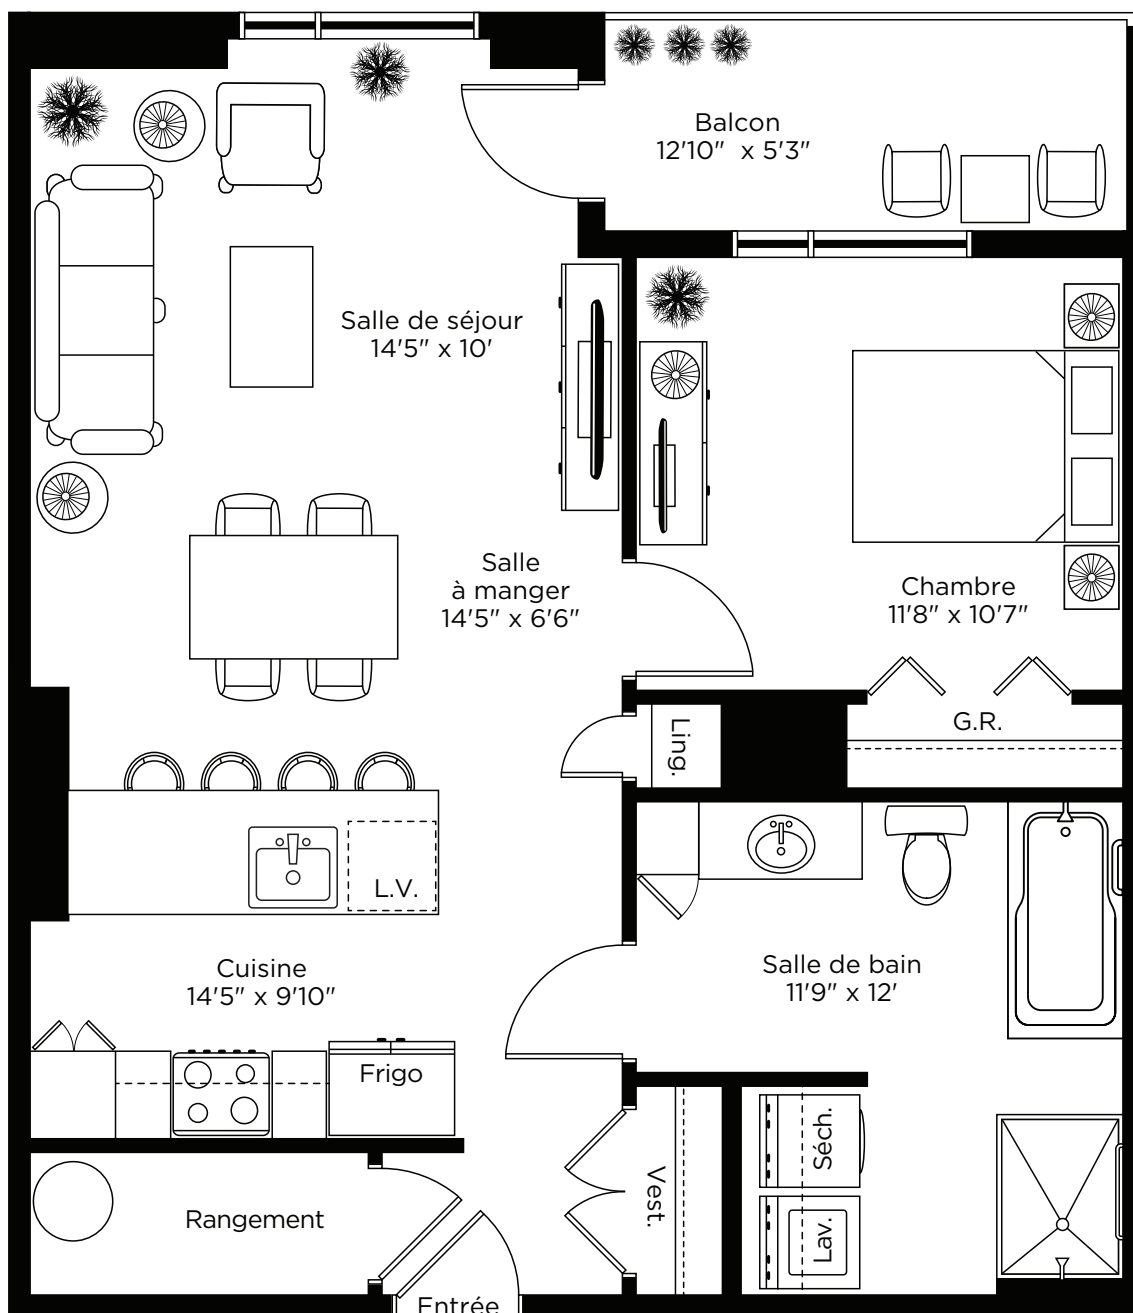 Balcon
12'10" x 5'3"
Salle de séjour
14'5" x 10'
Salle
à manger
14'5" x 6'6"
Chambre
11'8" x 10'7"
G.R.
Ling.
L.V.
Cuisine
14'5" x 9'10"
Salle de bain
11'9" x 12'
Frigo
Séch.
Vest.
Lav.
Rangement
Entrée